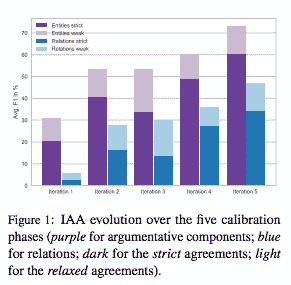 Entities strict
Entities weak
Relations strict
Relations weak
70
60
50
40
30
20
10
0
Avg. F1 in %
Iteration 1 Iteration 2 Iteration 3 Iteration 4 Iteration 5
Figure 1: IAA evolution over the five calibration
phases (purple for argumentative components; blue
for relations; dark for the strict agreements; light
for the relaxed agreements).